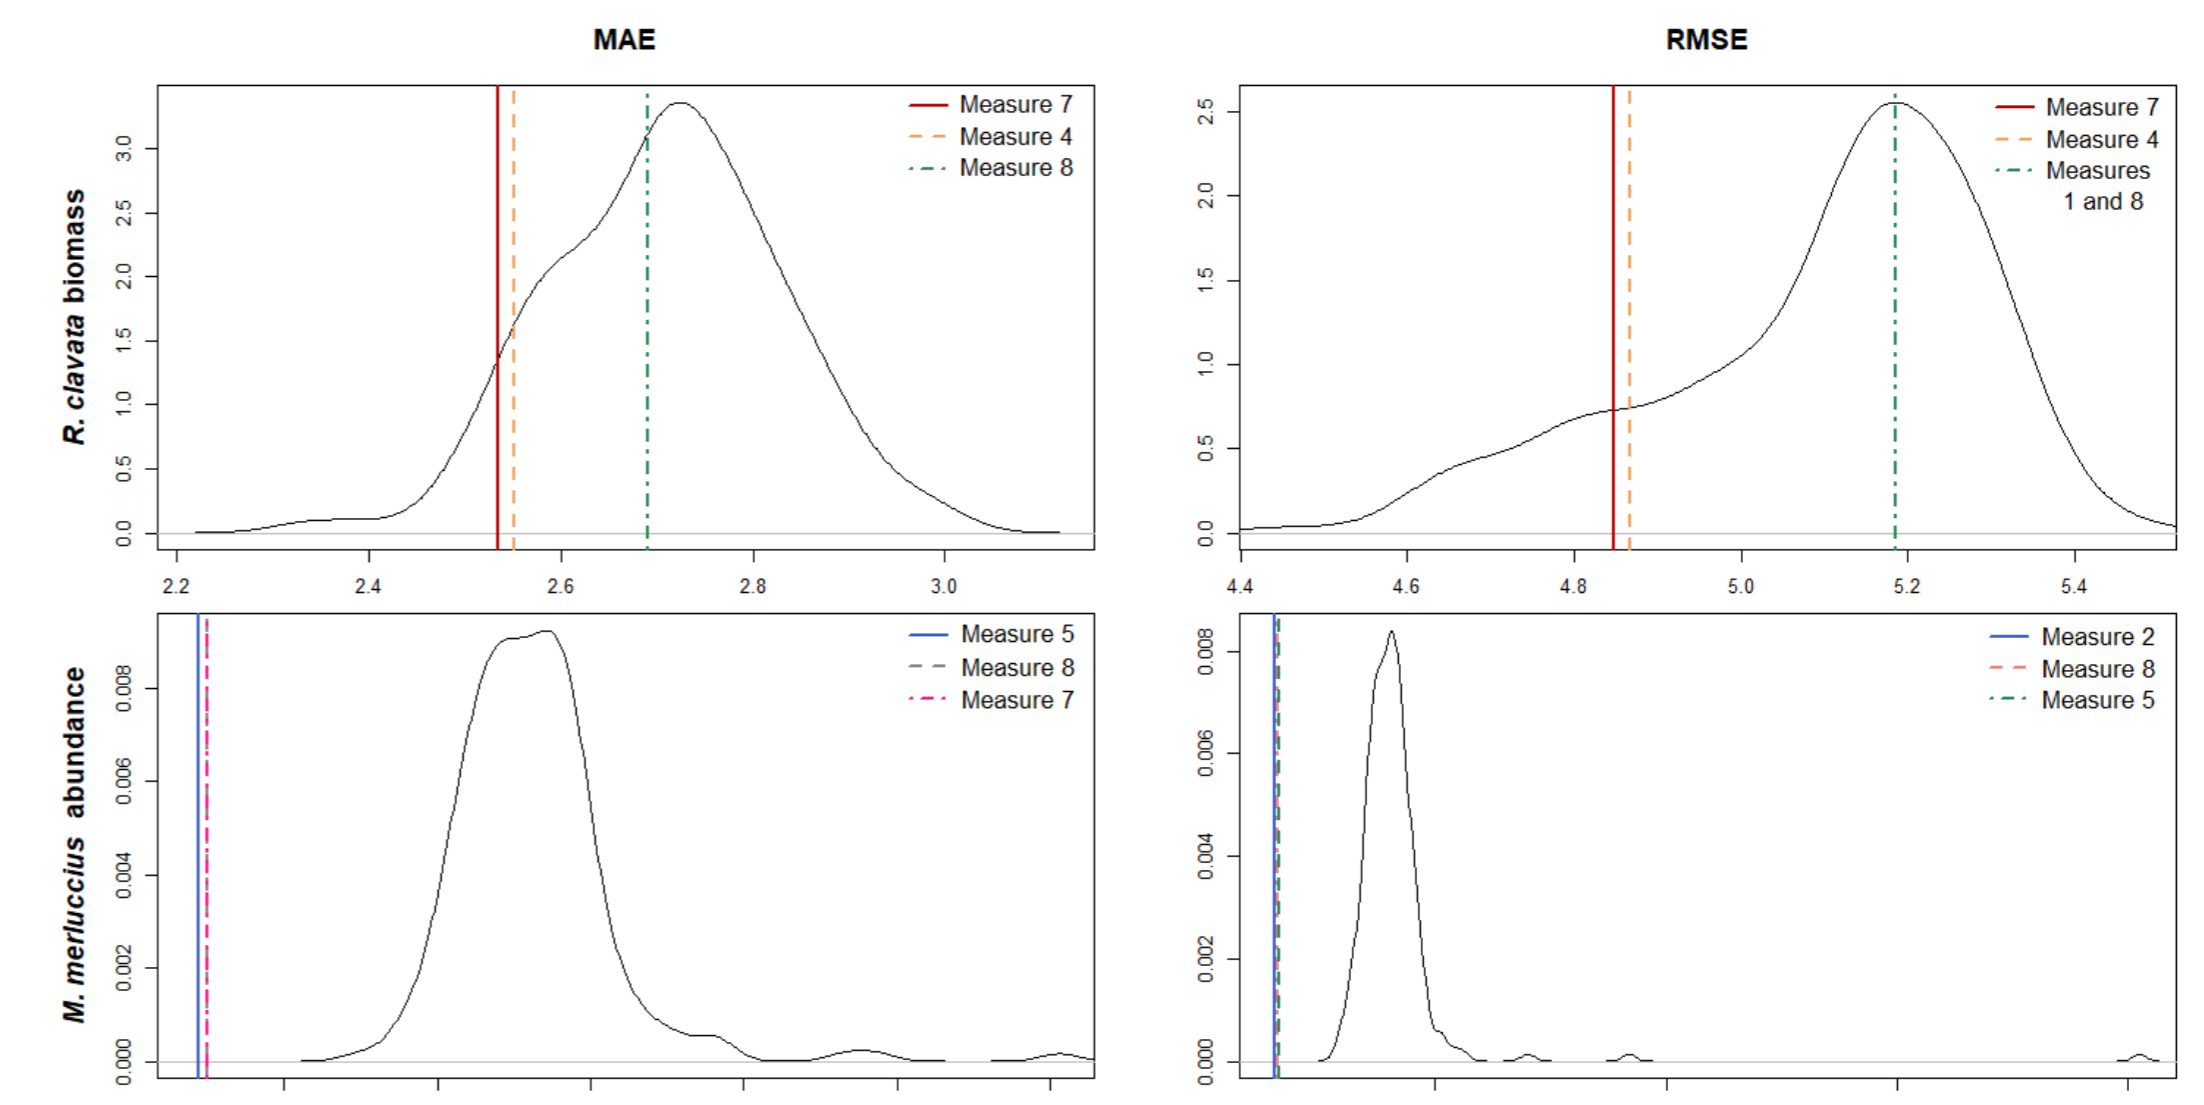 MAE
RMSE
R. clavata biomass
3.0
2.5
2.0
1.5
1.0
0.5
0.0
Measure 7
Measure 4
Measure 8
2.2 2.4 2.6 2.8 3.0
2.5
2.0
1.5
1.0
0.5
0.0
Measure 7
Measure 4
Measures
1 and 8
4.4 4.6 4.8 5.0 5.2 5.4
M. merluccius abundance
0.008
0.006
0.004
0.002
0.000
Measure 5
Measure 8
Measure 7
0.008
0.006
0.004
0.002
0.000
Measure 2
Measure 8
Measure 5